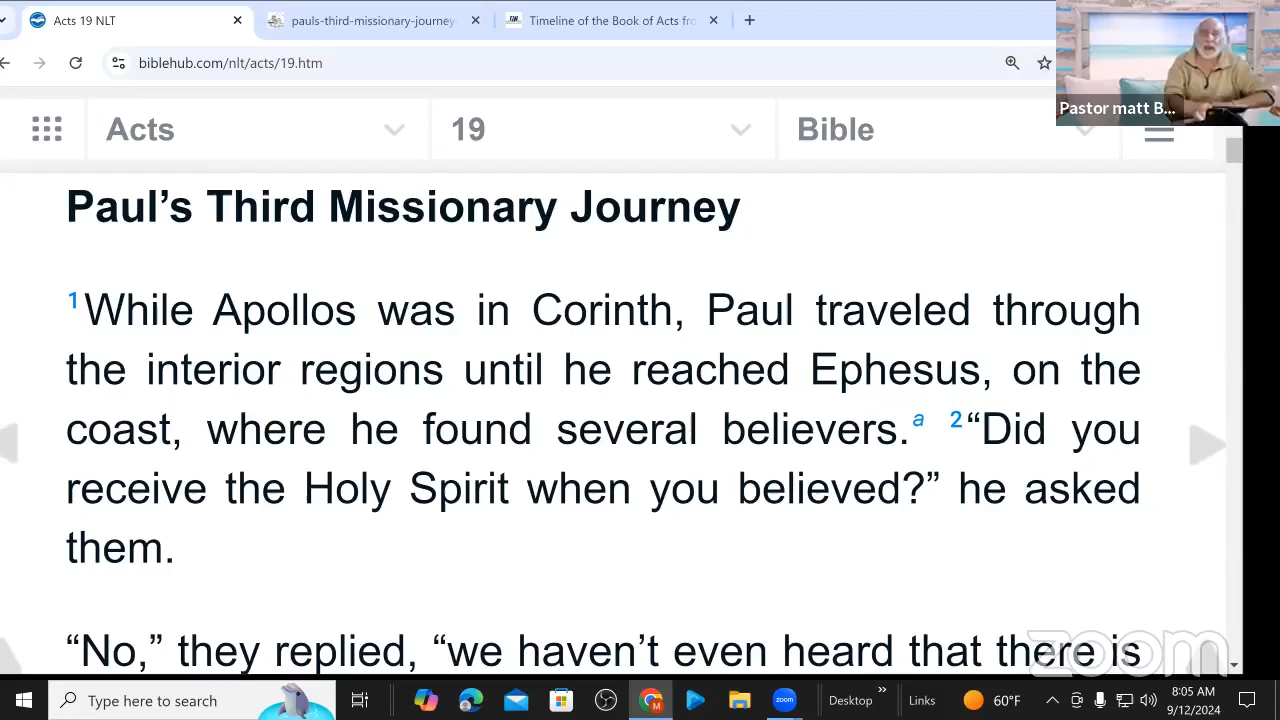 Acts 19 NLT
pauls-third-missionary-journey-
Timeline of the Book of Acts fro
biblehub.com/nlt/acts/19.htm
Pastor matt B...
Acts
19
Bible
Paul’s Third Missionary Journey
1While Apollos was in Corinth, Paul traveled through
the interior regions until he reached Ephesus, on the
coast, where he found several believers.a 2“Did you
receive the Holy Spirit when you believed?” he asked
them.
“No,” they replied, “we haven’t even heard that there is
zoom
Type here to search
zoom
Desktop
Links
60°F
8:05 AM
9/12/2024